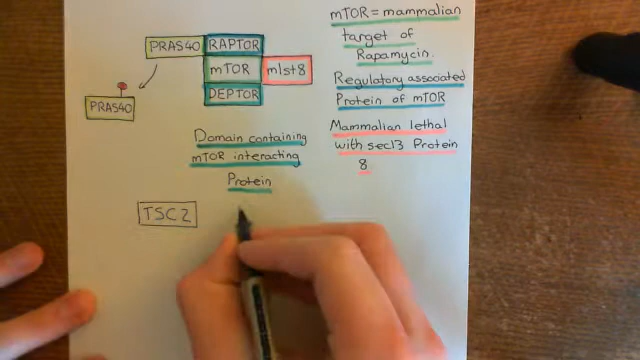 PRAS40 RAPTOR
mTOR mlst8
DEPTOR
PRAS40
Domain containing
mTOR interacting
Protein
TSC2
mTOR = mammalian
target of
Rapamycin.
Regulatory associated
Protein of mTOR
Mammalian lethal
with sec13 Protein
8